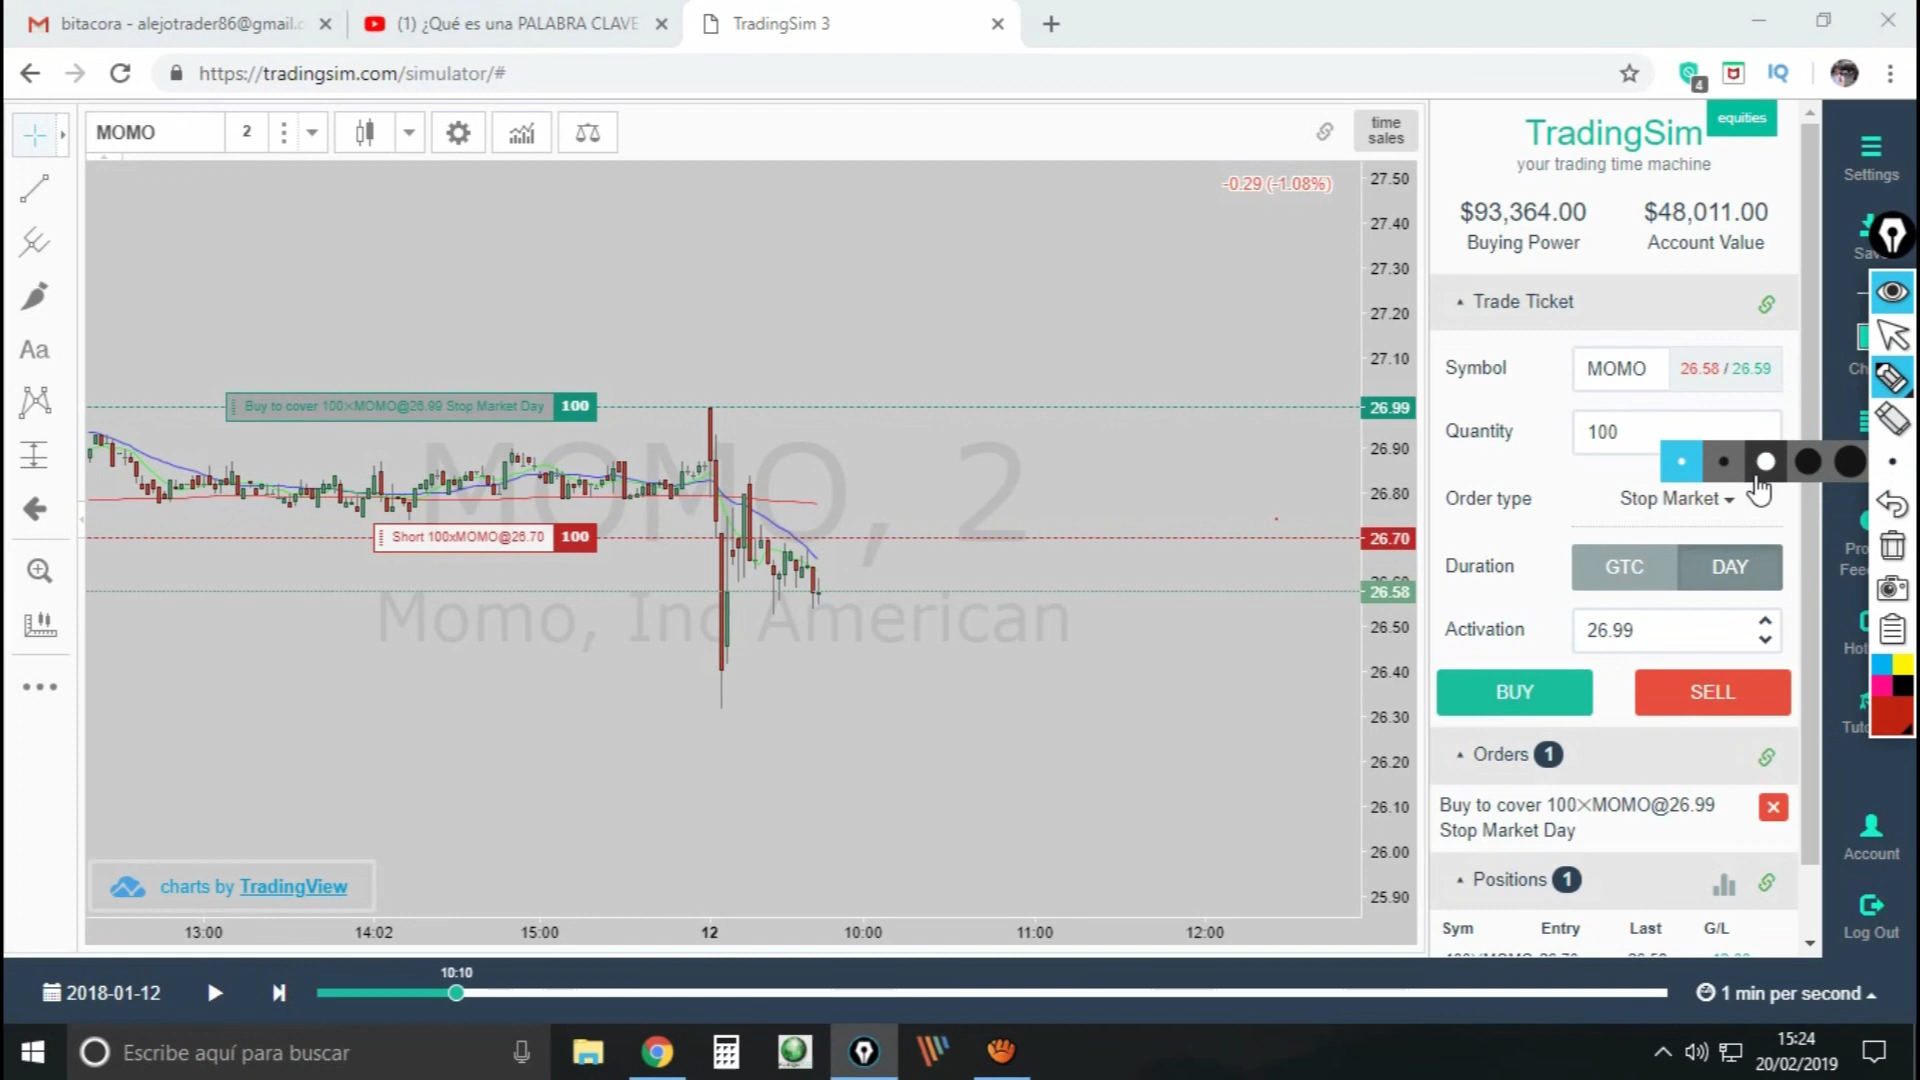 bitacora - alejotrader86@gmail.c
(1) ¿Qué es una PALABRA CLAVE
TradingSim 3
https://tradingsim.com/simulator/#
4
IQ
MOMO
2
time
sales
-0.29 (-1.08%)
Aa
MOMO, 2
Momo, Inc American
Buy to cover 100×MOMO@26.99 Stop Market Day 100
Short 100xMOMO@26.70 100
27.50
27.40
27.30
27.20
27.10
26.99
26.90
26.80
26.70
26.58
26.50
26.40
26.30
26.20
26.10
26.00
25.90
charts by TradingView
13:00 14:02 15:00 12 10:00 11:00 12:00
equities
TradingSim
your trading time machine
$93,364.00 $48,011.00
Buying Power Account Value
Trade Ticket
Symbol MOMO 26.58 / 26.59
Quantity 100
Order type Stop Market
Duration GTC DAY
Activation 26.99
BUY SELL
Orders 1
Buy to cover 100×MOMO@26.99
Stop Market Day
Positions 1
Sym Entry Last G/L
Settings
Account
Log Out
10:10
2018-01-12
1 min per second
Escribe aquí para buscar
15:24
20/02/2019